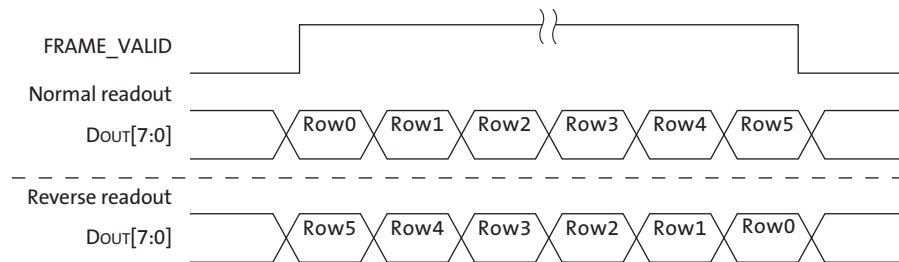 FRAME_VALID
Normal readout
DOUT[7:0] Row0 Row1 Row2 Row3 Row4 Row5
Reverse readout
DOUT[7:0] Row5 Row4 Row3 Row2 Row1 Row0